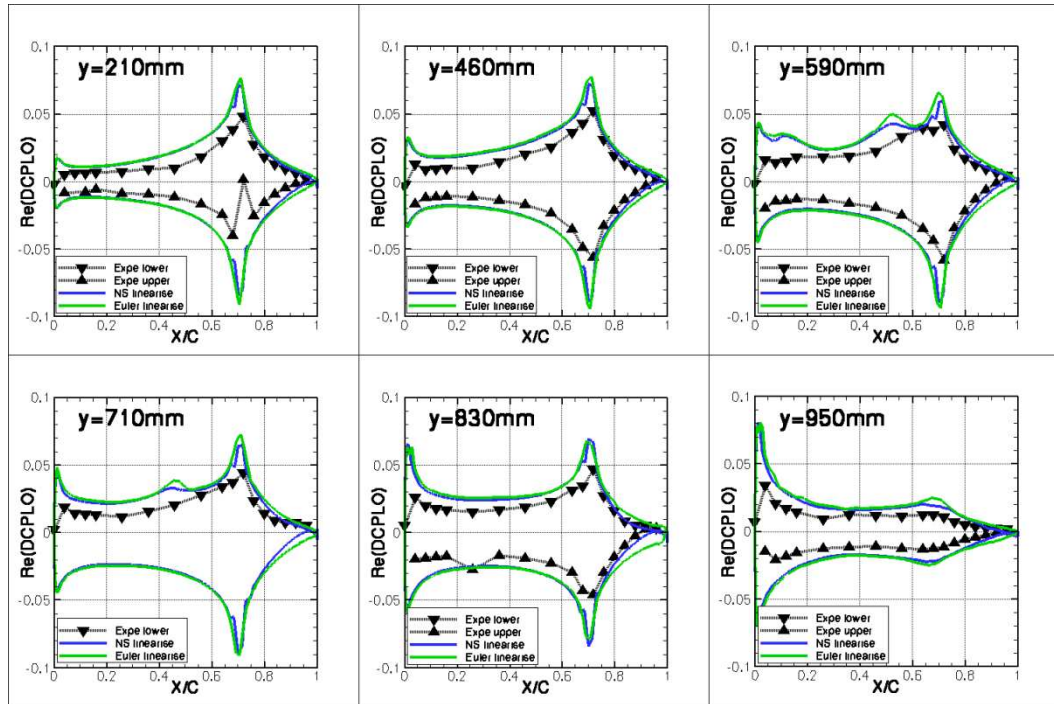 y=210mm
Re(DCPLO)
0.1
0.05
0
-0.05
-0.1
Expe lower
Expe upper
NS linearise
Euler linearise
0 0.2 0.4 0.6 0.8 1
X/C
y=460mm
Re(DCPLO)
0.1
0.05
0
-0.05
-0.1
Expe lower
Expe upper
NS linearise
Euler linearise
0 0.2 0.4 0.6 0.8 1
X/C
y=590mm
Re(DCPLO)
0.1
0.05
0
-0.05
-0.1
Expe lower
Expe upper
NS linearise
Euler linearise
0 0.2 0.4 0.6 0.8 1
X/C
y=710mm
Re(DCPLO)
0.1
0.05
0
-0.05
-0.1
Expe lower
NS linearise
Euler linearise
0 0.2 0.4 0.6 0.8 1
X/C
y=830mm
Re(DCPLO)
0.1
0.05
0
-0.05
-0.1
Expe lower
Expe upper
NS linearise
Euler linearise
0 0.2 0.4 0.6 0.8 1
X/C
y=950mm
Re(DCPLO)
0.1
0.05
0
-0.05
-0.1
Expe lower
Expe upper
NS linearise
Euler linearise
0 0.2 0.4 0.6 0.8 1
X/C